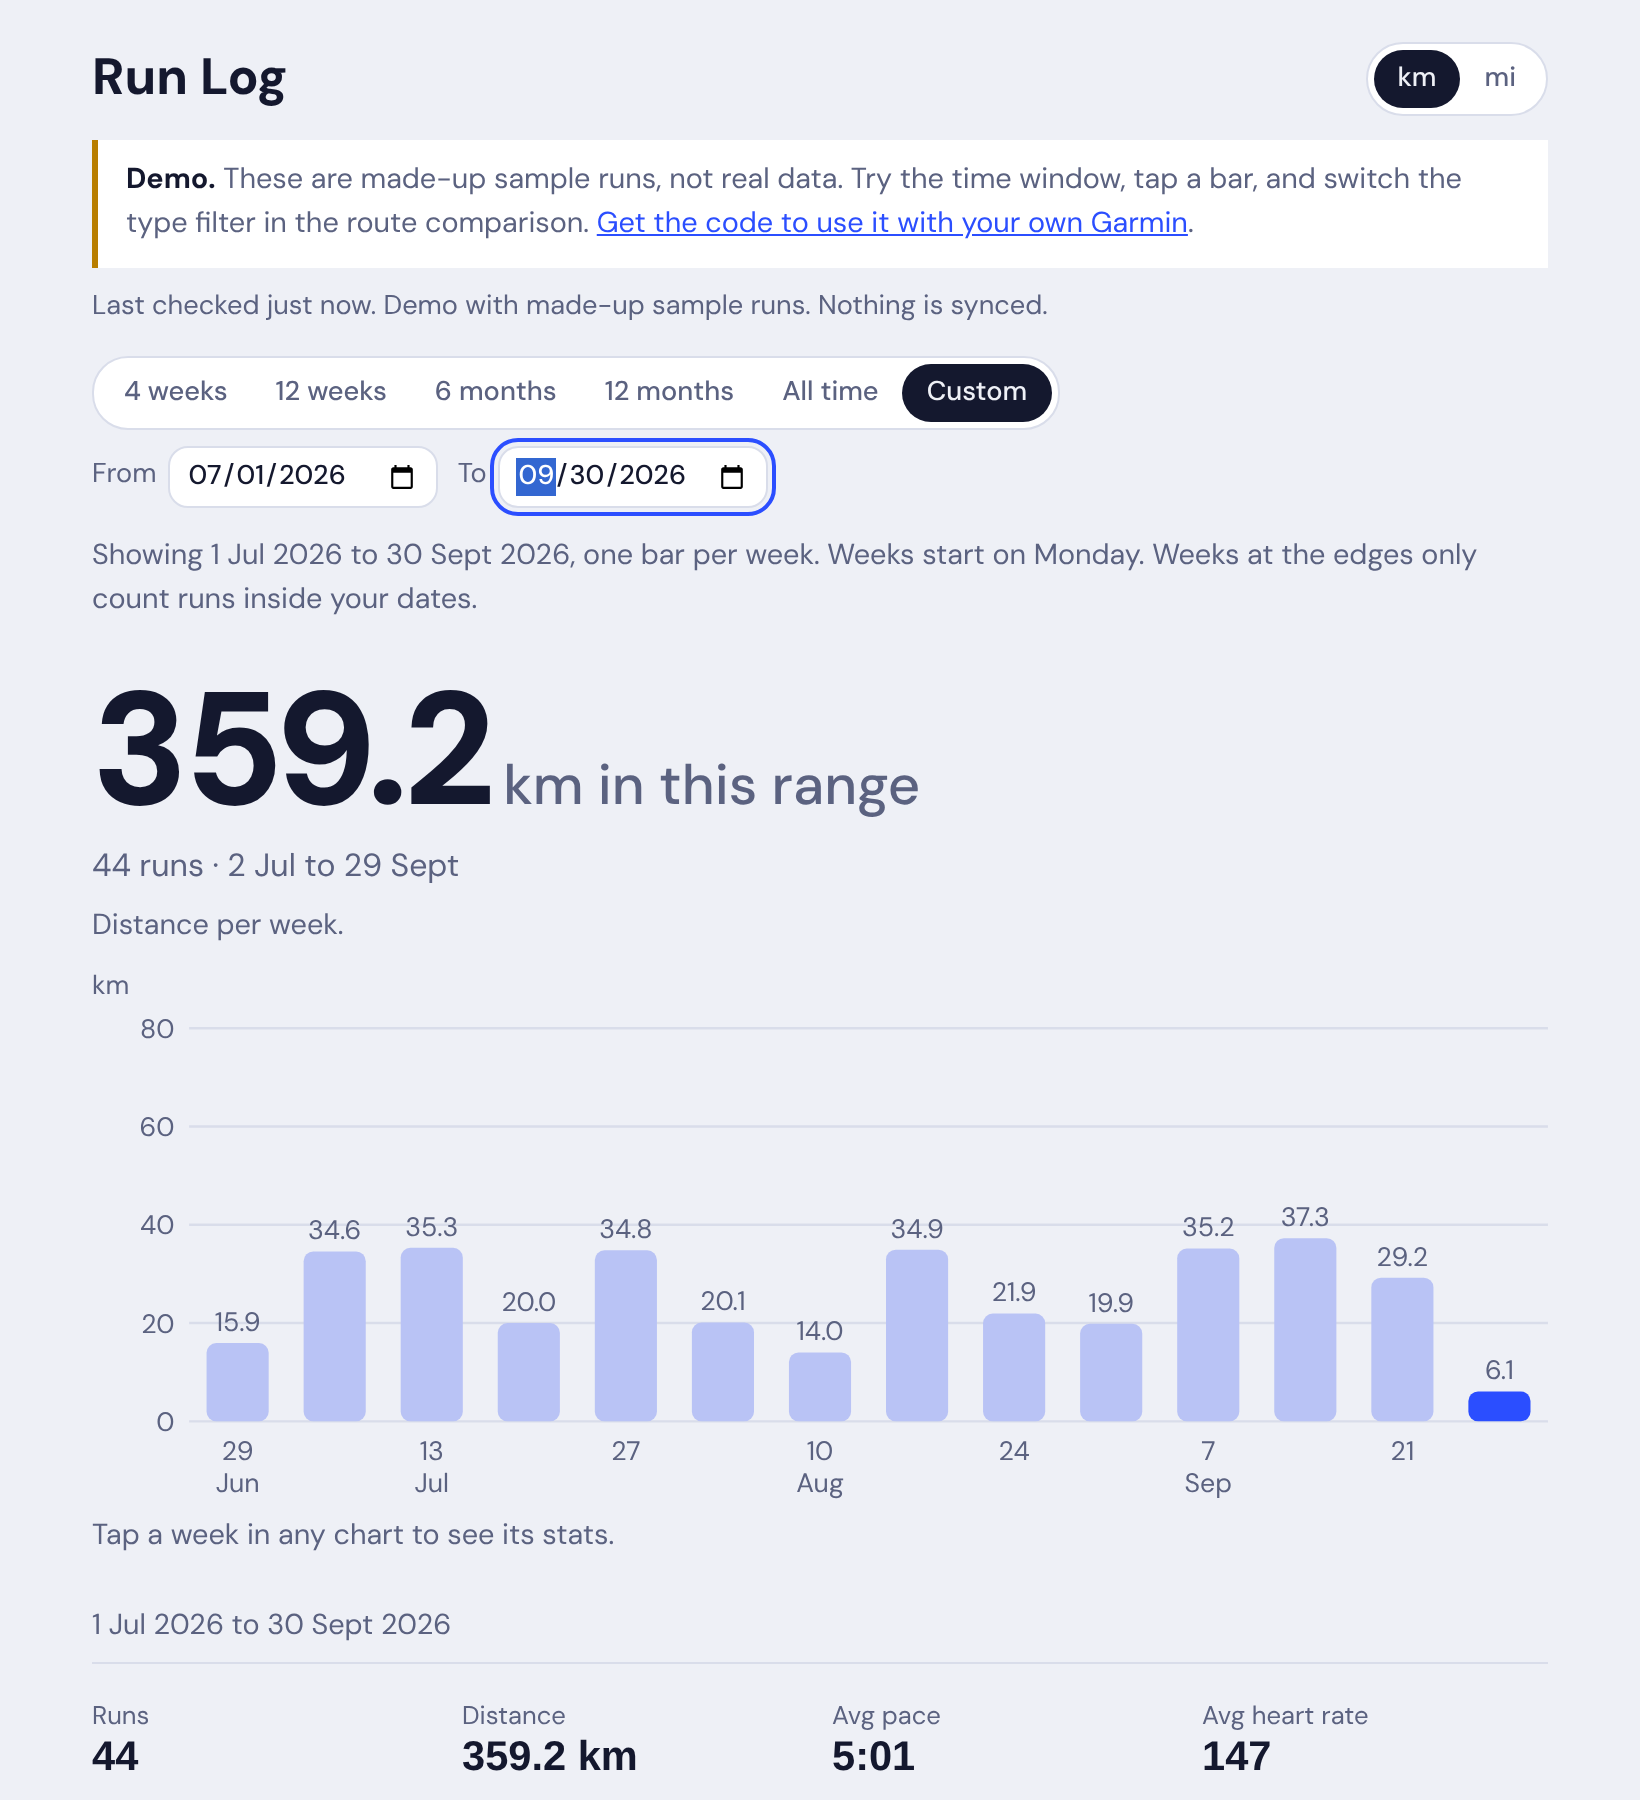 Run Log
km mi
Demo. These are made-up sample runs, not real data. Try the time window, tap a bar, and switch the
type filter in the route comparison. Get the code to use it with your own Garmin.
Last checked just now. Demo with made-up sample runs. Nothing is synced.
4 weeks 12 weeks 6 months 12 months All time Custom
From 07/01/2026 To 09/30/2026
Showing 1 Jul 2026 to 30 Sept 2026, one bar per week. Weeks start on Monday. Weeks at the edges only
count runs inside your dates.
359.2 km in this range
44 runs · 2 Jul to 29 Sept
Distance per week.
km
80
60
40
20
0
15.9 34.6 35.3 20.0 34.8 20.1 14.0 34.9 21.9 19.9 35.2 37.3 29.2 6.1
29 13 27 10 24 7 21
Jun Jul Aug Sep
Tap a week in any chart to see its stats.
1 Jul 2026 to 30 Sept 2026
Runs Distance Avg pace Avg heart rate
44 359.2 km 5:01 147